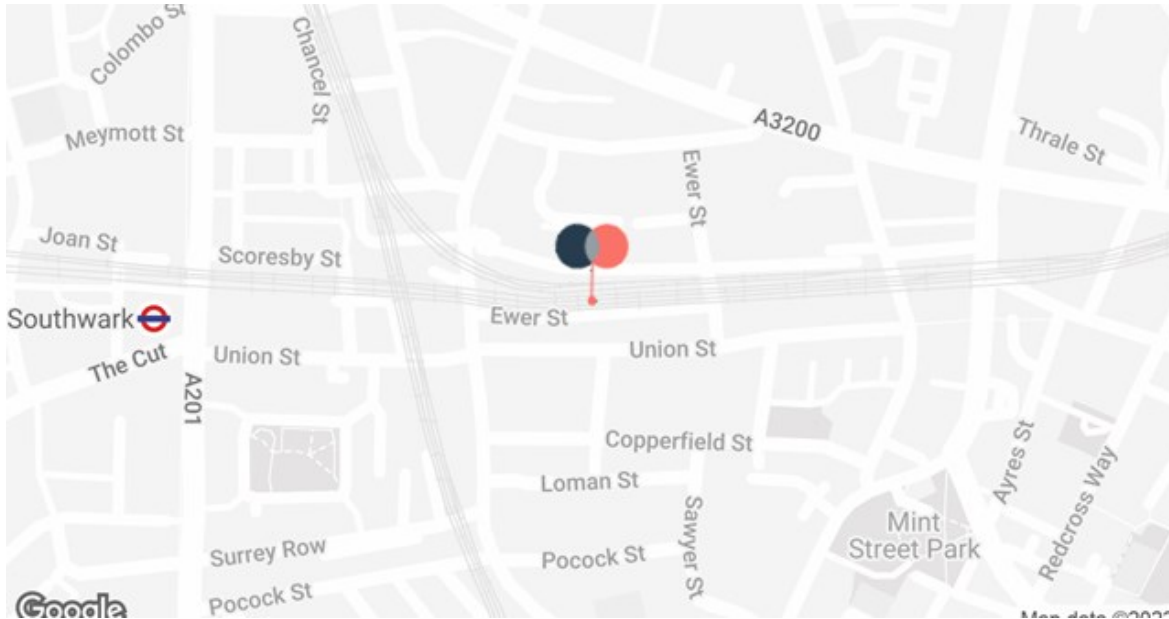 Colombo St
Chancel St
Meymott St
A3200
Thrale St
Ewer St
Joan St
Scoresby St
Southwark
Ewer St
The Cut
Union St
Union St
A201
Copperfield St
Loman St
Ayres St
Redcross Way
Sawyer St
Mint
Street Park
Surrey Row
Pocock St
Pocock St
Google
Map data